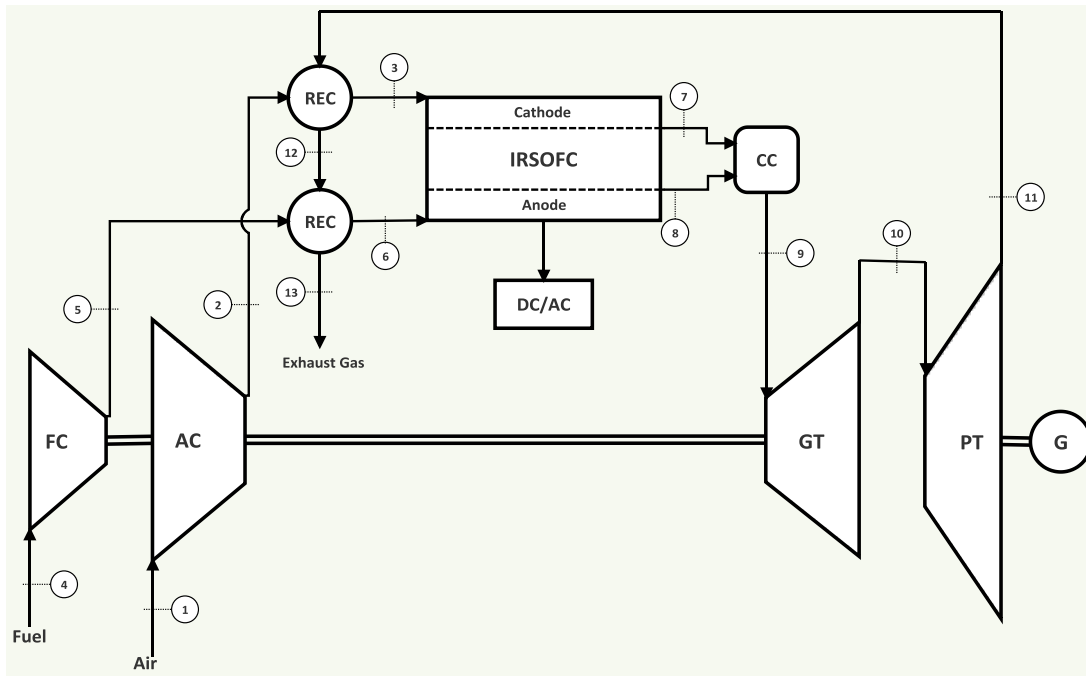 3
REC
Cathode
7
12
IRSOFC
CC
REC
Anode
6
8
11
10
9
5
2
13
DC/AC
Exhaust Gas
FC
AC
GT
PT
G
4
1
Fuel
Air